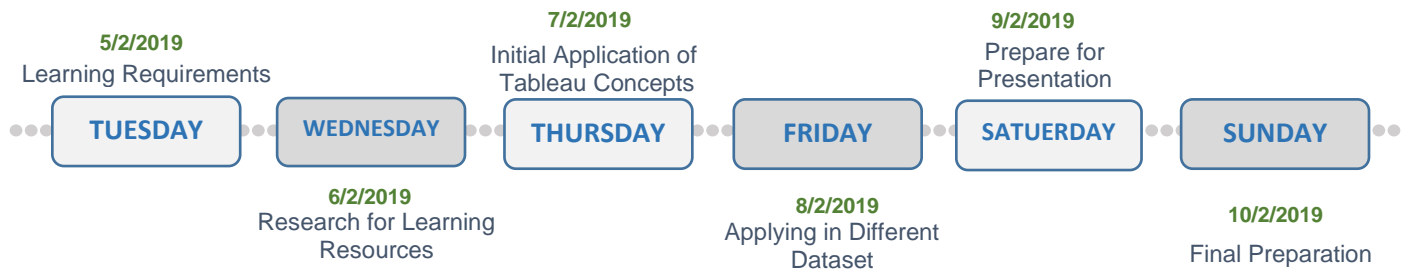 5/2/2019
Learning Requirements
TUESDAY
WEDNESDAY
6/2/2019
Research for Learning
Resources
7/2/2019
Initial Application of
Tableau Concepts
THURSDAY
FRIDAY
8/2/2019
Applying in Different
Dataset
9/2/2019
Prepare for
Presentation
SATUERDAY
SUNDAY
10/2/2019
Final Preparation